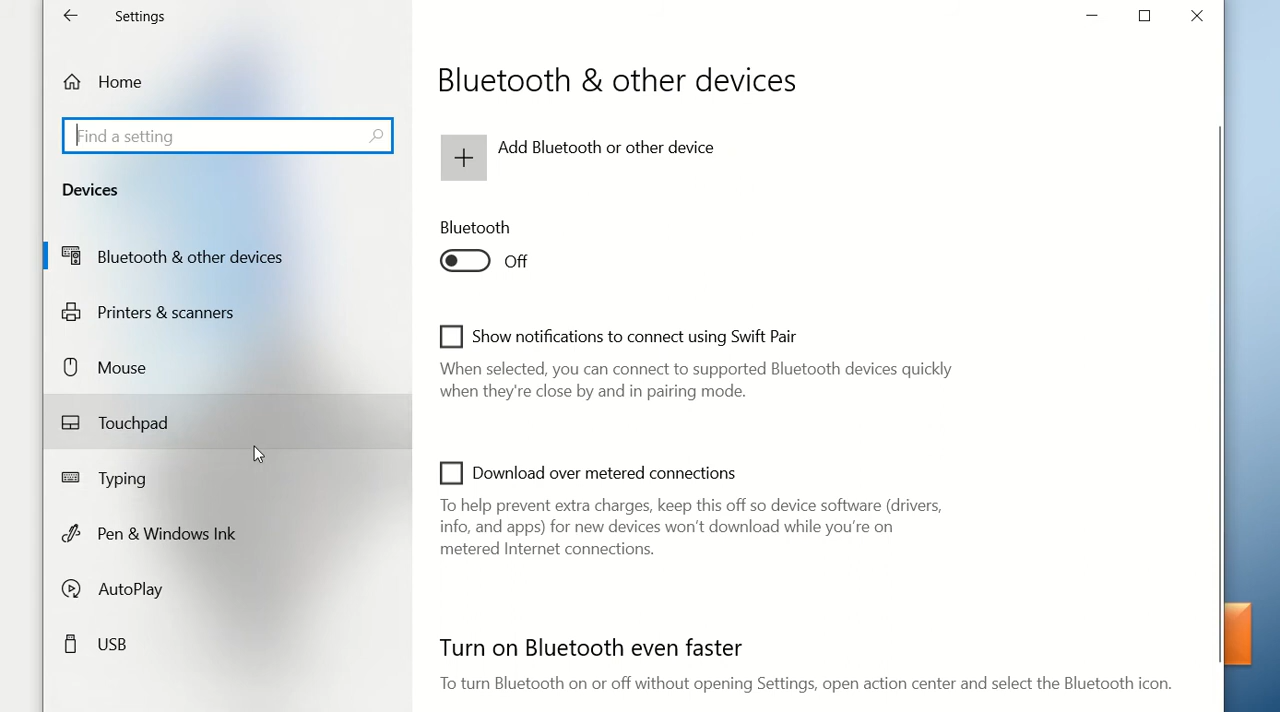 Settings
Home
Find a setting
Devices
Bluetooth & other devices
Printers & scanners
Mouse
Touchpad
Typing
Pen & Windows Ink
AutoPlay
USB
Bluetooth & other devices
Add Bluetooth or other device
Bluetooth
Off
Show notifications to connect using Swift Pair
When selected, you can connect to supported Bluetooth devices quickly
when they're close by and in pairing mode.
Download over metered connections
To help prevent extra charges, keep this off so device software (drivers,
info, and apps) for new devices won't download while you're on
metered Internet connections.
Turn on Bluetooth even faster
To turn Bluetooth on or off without opening Settings, open action center and select the Bluetooth icon.